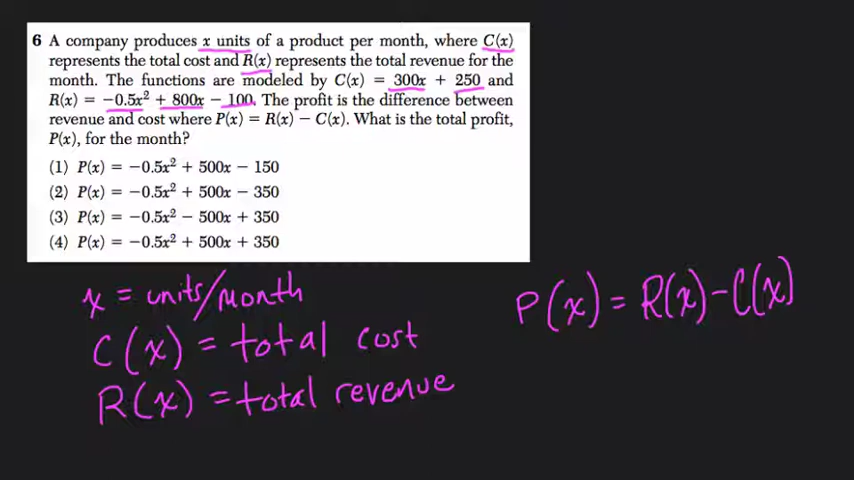 6 A company produces x units of a product per month, where C(x)
represents the total cost and R(x) represents the total revenue for the
month. The functions are modeled by C(x) = 300x + 250 and
R(x) = −0.5x² + 800x − 100. The profit is the difference between
revenue and cost where P(x) = R(x) − C(x). What is the total profit,
P(x), for the month?
(1) P(x) = −0.5x² + 500x − 150
(2) P(x) = −0.5x² + 500x − 350
(3) P(x) = −0.5x² − 500x + 350
(4) P(x) = −0.5x² + 500x + 350
x = units/month
C(x) = total cost
R(x) = total revenue
P(x) = R(x) − C(x)